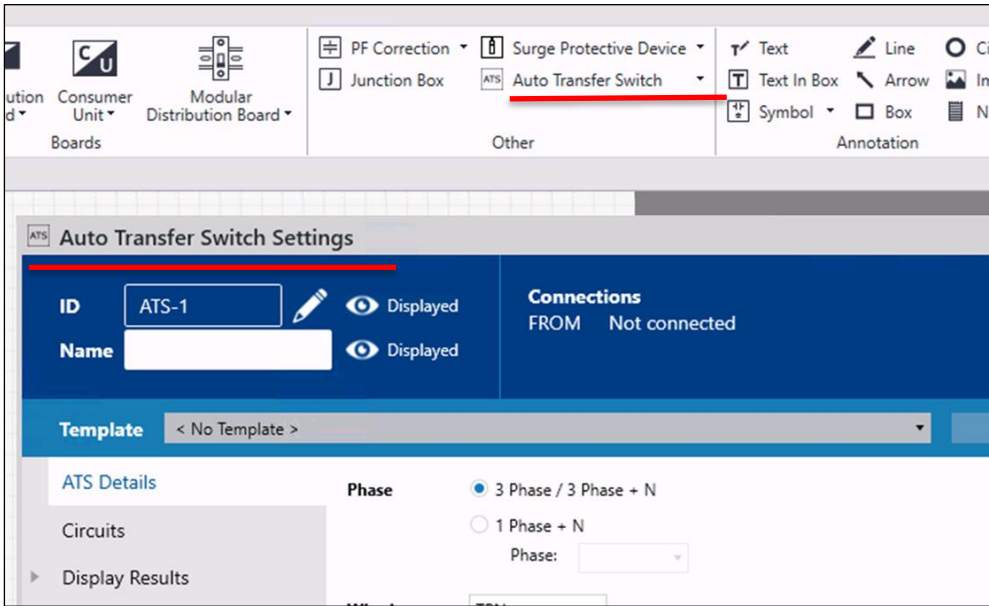 PF Correction
Surge Protective Device
Text
Line
J Junction Box
ATS Auto Transfer Switch
Text In Box
Arrow
Consumer Unit
Modular Distribution Board
Symbol
Box
Boards
Other
Annotation
ATS Auto Transfer Switch Settings
ID ATS-1 Displayed
Connections
FROM Not connected
Name Displayed
Template < No Template >
ATS Details
Phase 3 Phase / 3 Phase + N
Circuits
1 Phase + N
Phase:
Display Results